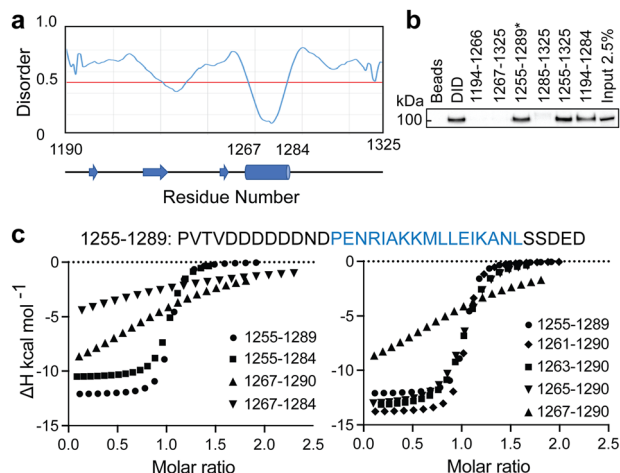 a
1.0
0.5
0
Disorder
1190
1267
1284
1325
Residue Number
b
Beads
DID
1194-1266
1267-1325
1255-1289*
1285-1325
1255-1325
1194-1284
Input 2.5%
kDa
100
c
1255-1289: PVTVDDDDDDNDPENRIAKKMLLEIKANLSSDED
0
-5
-10
-15
ΔH kcal mol-1
0.0 0.5 1.0 1.5 2.0 2.5
Molar ratio
1255-1289
1255-1284
1267-1290
1267-1284
0
-5
-10
-15
0.0 0.5 1.0 1.5 2.0 2.5
Molar ratio
1255-1289
1261-1290
1263-1290
1265-1290
1267-1290